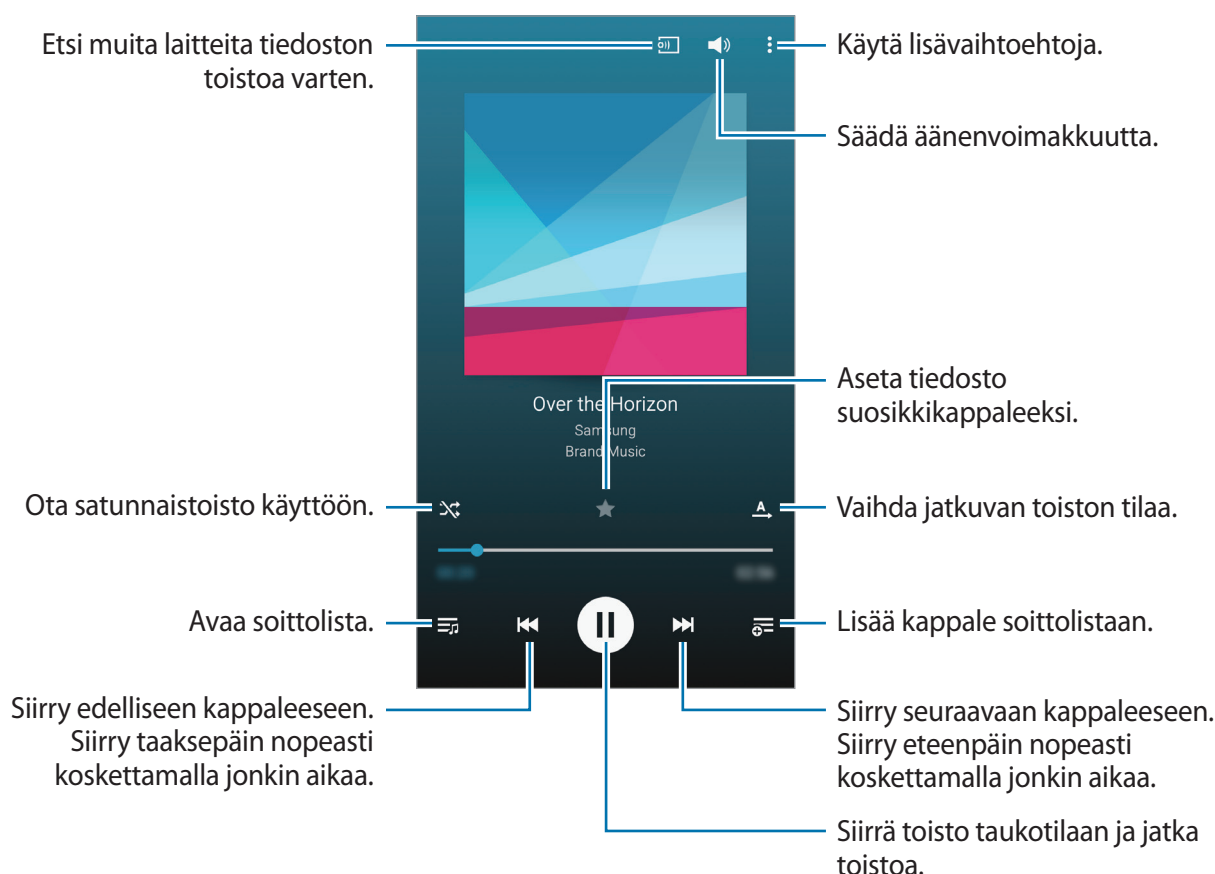 Etsi muita laitteita tiedoston
toistoa varten.
Käytä lisävaihtoehtoja.
Säädä äänenvoimakkuutta.
Aseta tiedosto
suosikkikappaleeksi.
Over the Horizon
Samsung
Brand Music
Ota satunnaistoisto käyttöön.
A
Vaihda jatkuvan toiston tilaa.
Avaa soittolista.
Lisää kappale soittolistaan.
Siirry edelliseen kappaleeseen.
Siirry taaksepäin nopeasti
koskettamalla jonkin aikaa.
Siirry seuraavaan kappaleeseen.
Siirry eteenpäin nopeasti
koskettamalla jonkin aikaa.
Siirrä toisto taukotilaan ja jatka
toistoa.